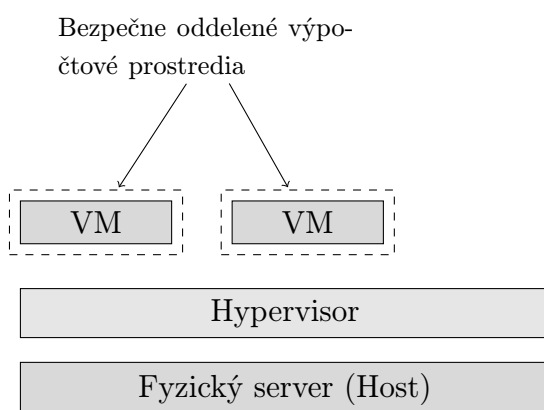 Bezpečne oddelené výpo-
čtové prostredia
VM
VM
Hypervisor
Fyzický server (Host)